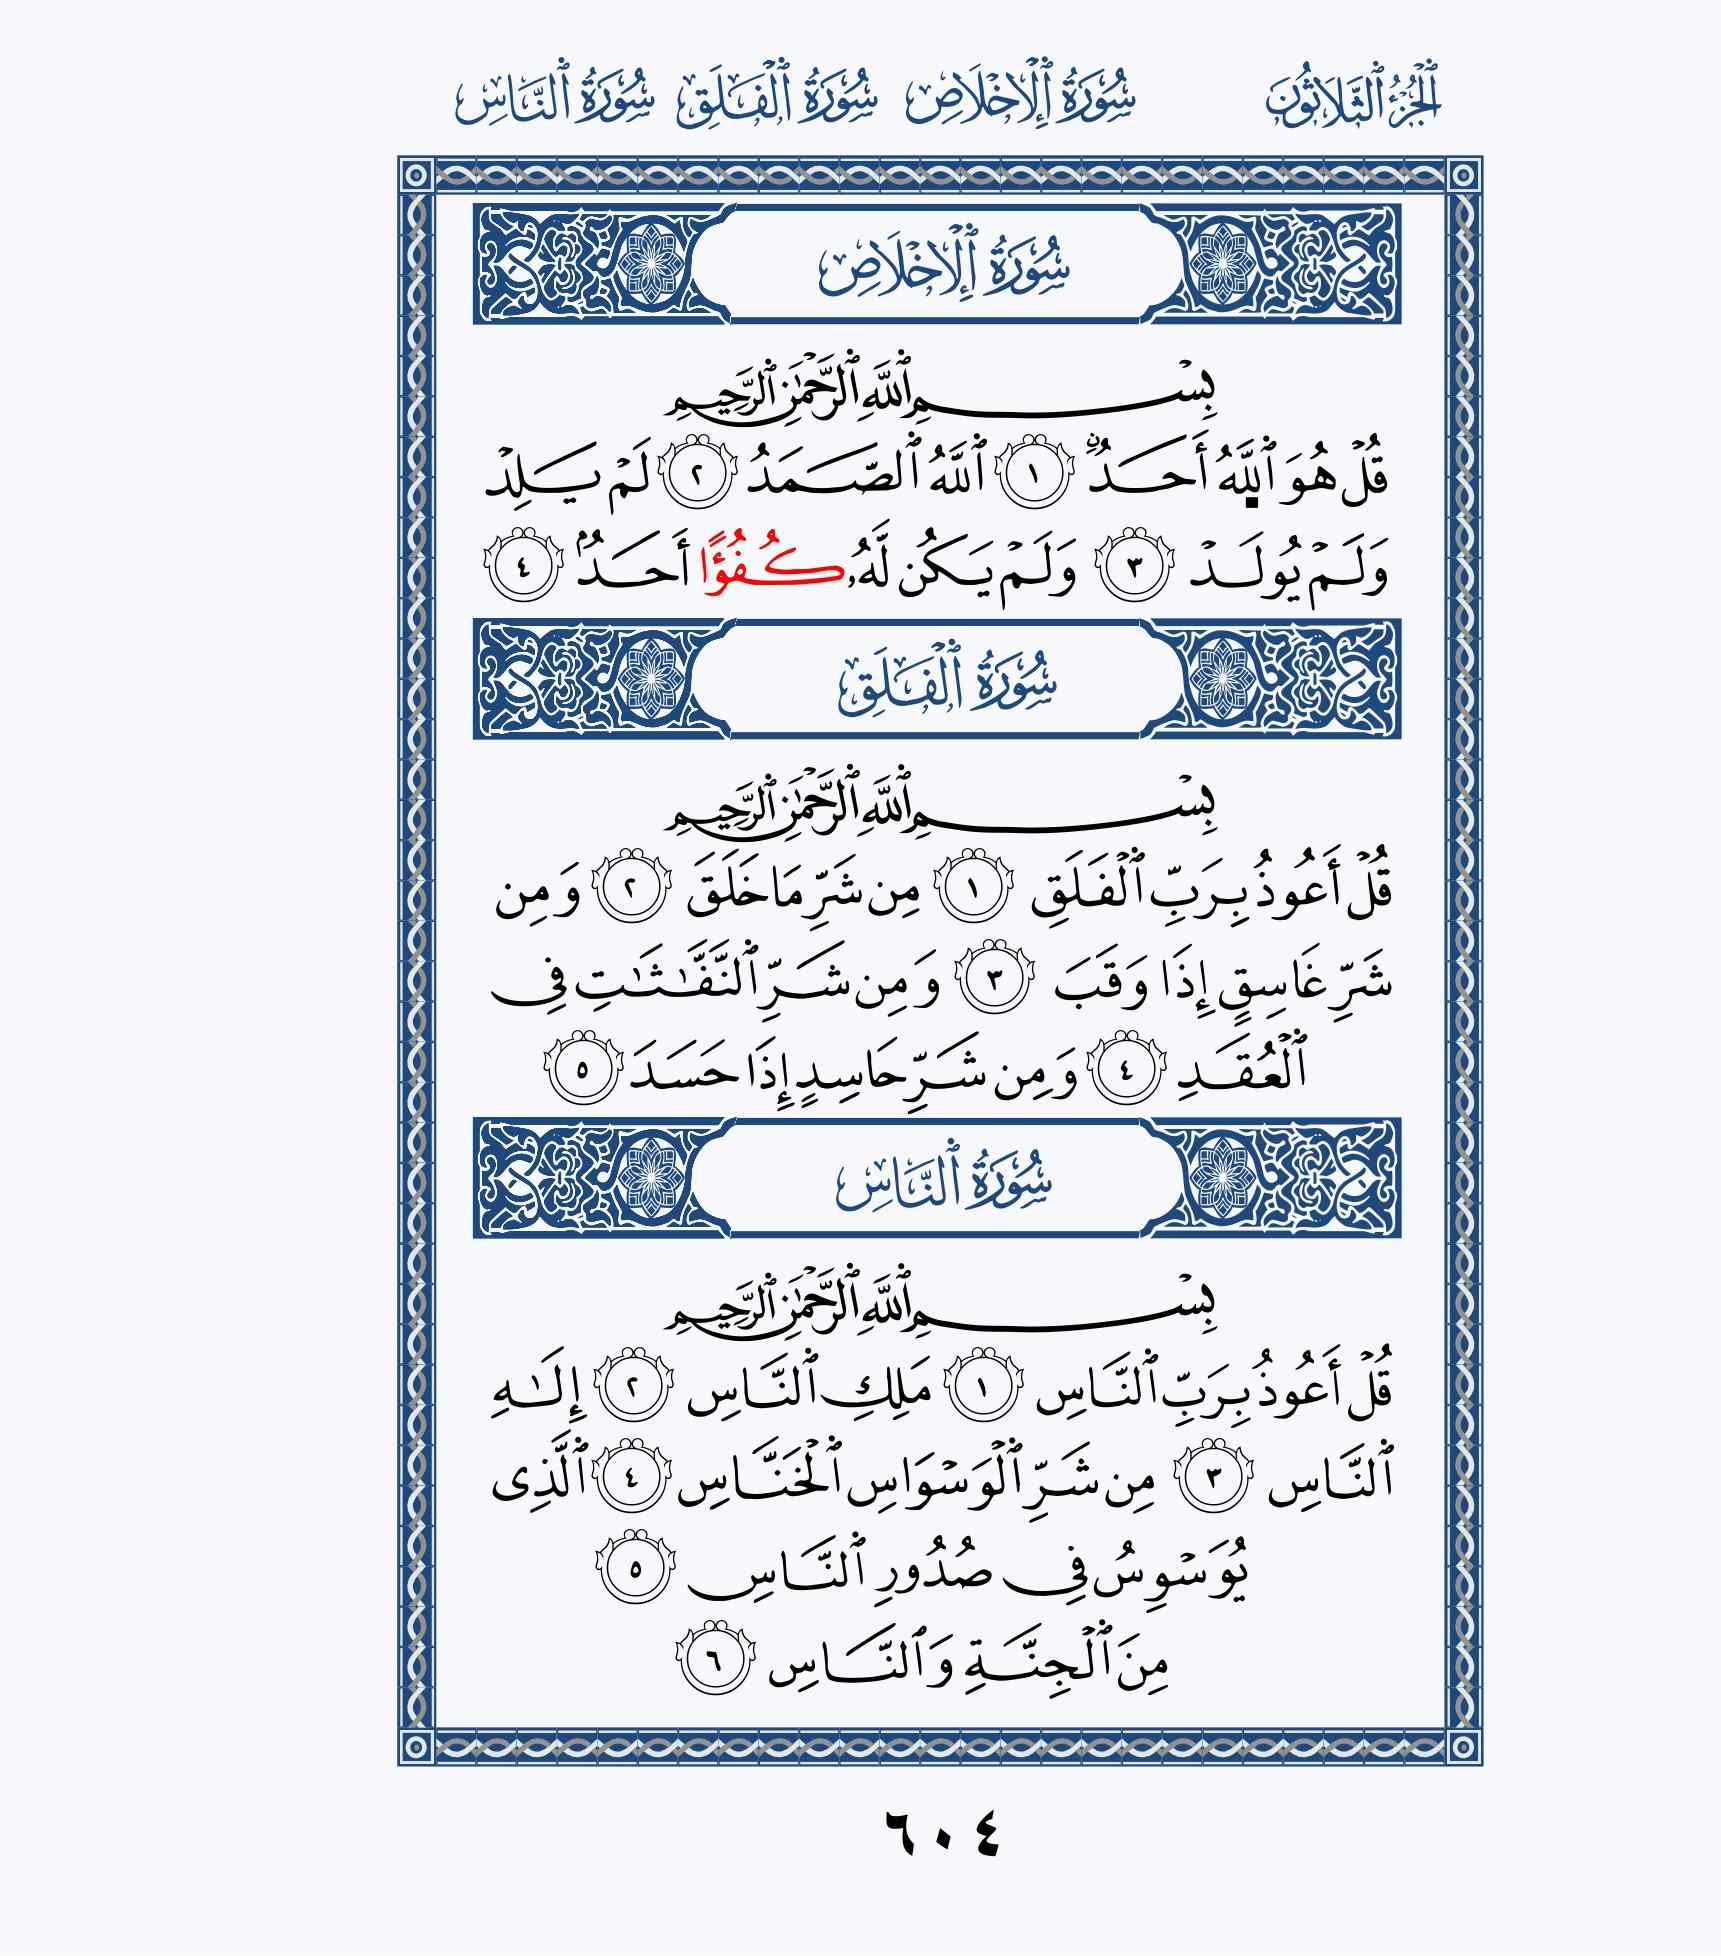 ٱلْجُزْءُ ٱلثَّلَاثُونَ سُورَةُ ٱلْإِخْلَاصِ سُورَةُ ٱلْفَلَقِ سُورَةُ ٱلنَّاسِ
سُورَةُ ٱلْإِخْلَاصِ
بِسْمِ ٱللَّهِ ٱلرَّحْمَٰنِ ٱلرَّحِيمِ
قُلْ هُوَ ٱللَّهُ أَحَدٌ ١ ٱللَّهُ ٱلصَّمَدُ ٢ لَمْ يَلِدْ
وَلَمْ يُولَدْ ٣ وَلَمْ يَكُن لَّهُۥ كُفُؤًا أَحَدٌۢ ٤
سُورَةُ ٱلْفَلَقِ
بِسْمِ ٱللَّهِ ٱلرَّحْمَٰنِ ٱلرَّحِيمِ
قُلْ أَعُوذُ بِرَبِّ ٱلْفَلَقِ ١ مِن شَرِّ مَا خَلَقَ ٢ وَمِن
شَرِّ غَاسِقٍ إِذَا وَقَبَ ٣ وَمِن شَرِّ ٱلنَّفَّٰثَٰتِ فِى
ٱلْعُقَدِ ٤ وَمِن شَرِّ حَاسِدٍ إِذَا حَسَدَ ٥
سُورَةُ ٱلنَّاسِ
بِسْمِ ٱللَّهِ ٱلرَّحْمَٰنِ ٱلرَّحِيمِ
قُلْ أَعُوذُ بِرَبِّ ٱلنَّاسِ ١ مَلِكِ ٱلنَّاسِ ٢ إِلَٰهِ
ٱلنَّاسِ ٣ مِن شَرِّ ٱلْوَسْوَاسِ ٱلْخَنَّاسِ ٤ ٱلَّذِى
يُوَسْوِسُ فِى صُدُورِ ٱلنَّاسِ ٥
مِنَ ٱلْجِنَّةِ وَٱلنَّاسِ ٦
٦٠٤